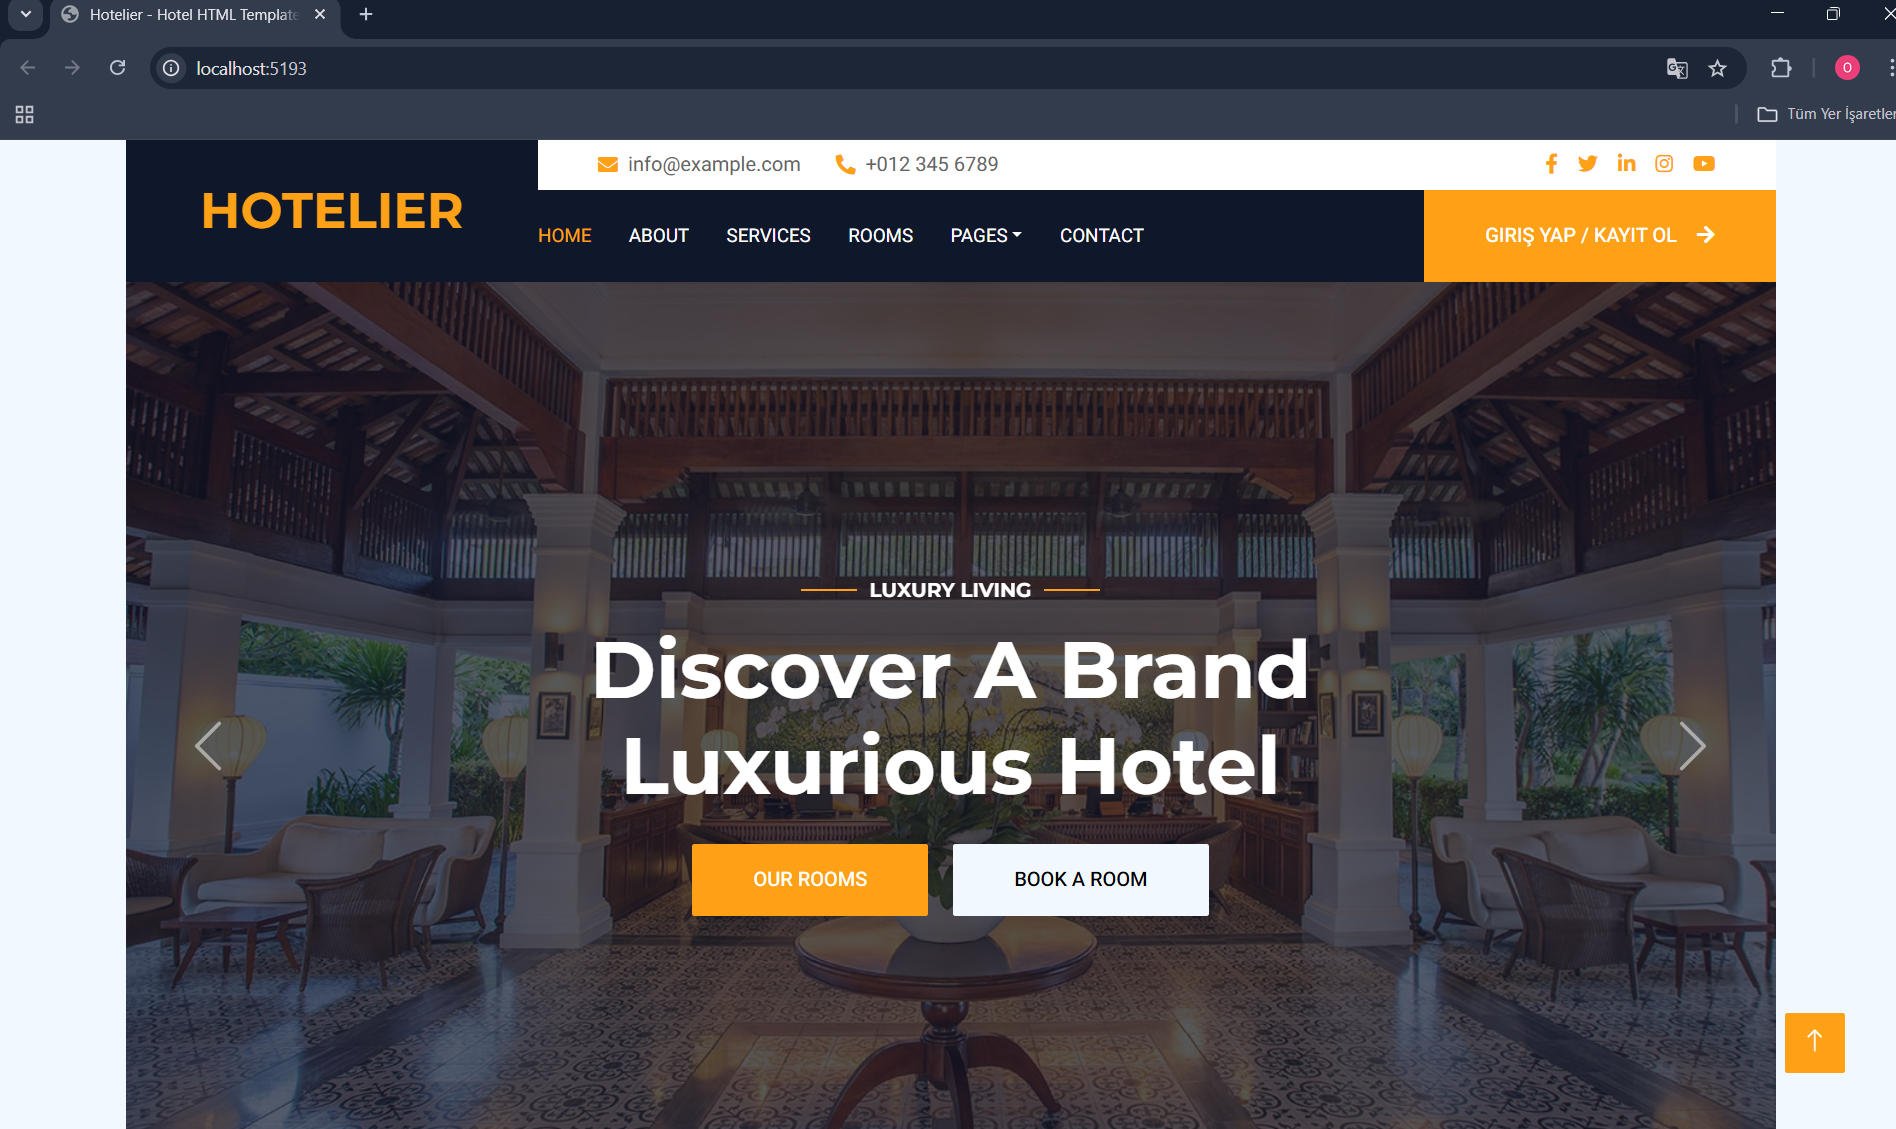 Hotelier - Hotel HTML Template
localhost:5193
O
Tüm Yer İşaretler
info@example.com
+012 345 6789
HOTELIER
HOME
ABOUT
SERVICES
ROOMS
PAGES
CONTACT
GIRIŞ YAP / KAYIT OL
LUXURY LIVING
Discover A Brand
Luxurious Hotel
OUR ROOMS
BOOK A ROOM